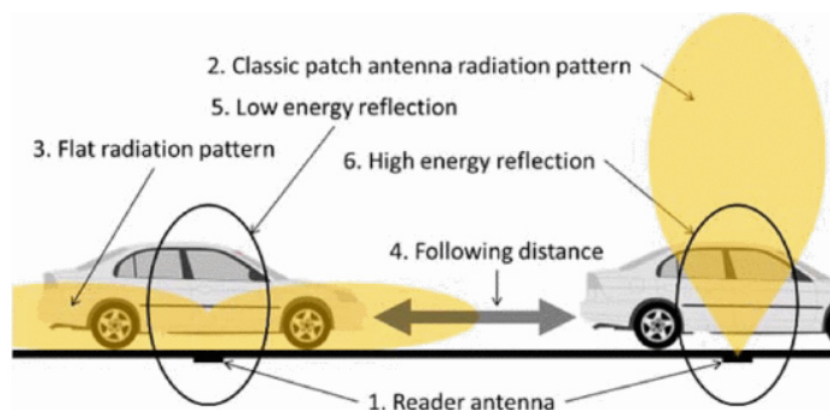 2. Classic patch antenna radiation pattern
5. Low energy reflection
3. Flat radiation pattern
6. High energy reflection
4. Following distance
1. Reader antenna